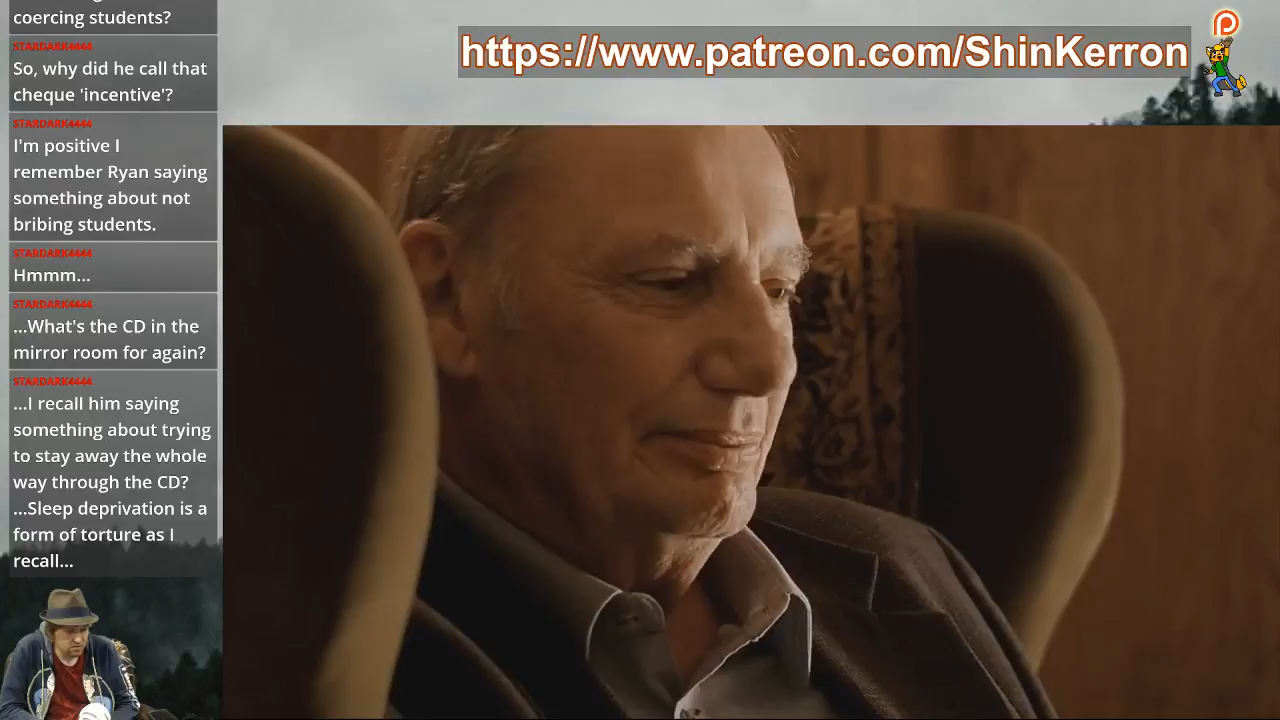 coercing students?
https://www.patreon.com/ShinKerron
STARDARK4444
So, why did he call that
cheque 'incentive'?
STARDARK4444
I'm positive I
remember Ryan saying
something about not
bribing students.
STARDARK4444
Hmmm...
STARDARK4444
...What's the CD in the
mirror room for again?
STARDARK4444
...I recall him saying
something about trying
to stay away the whole
way through the CD?
...Sleep deprivation is a
form of torture as I
recall...